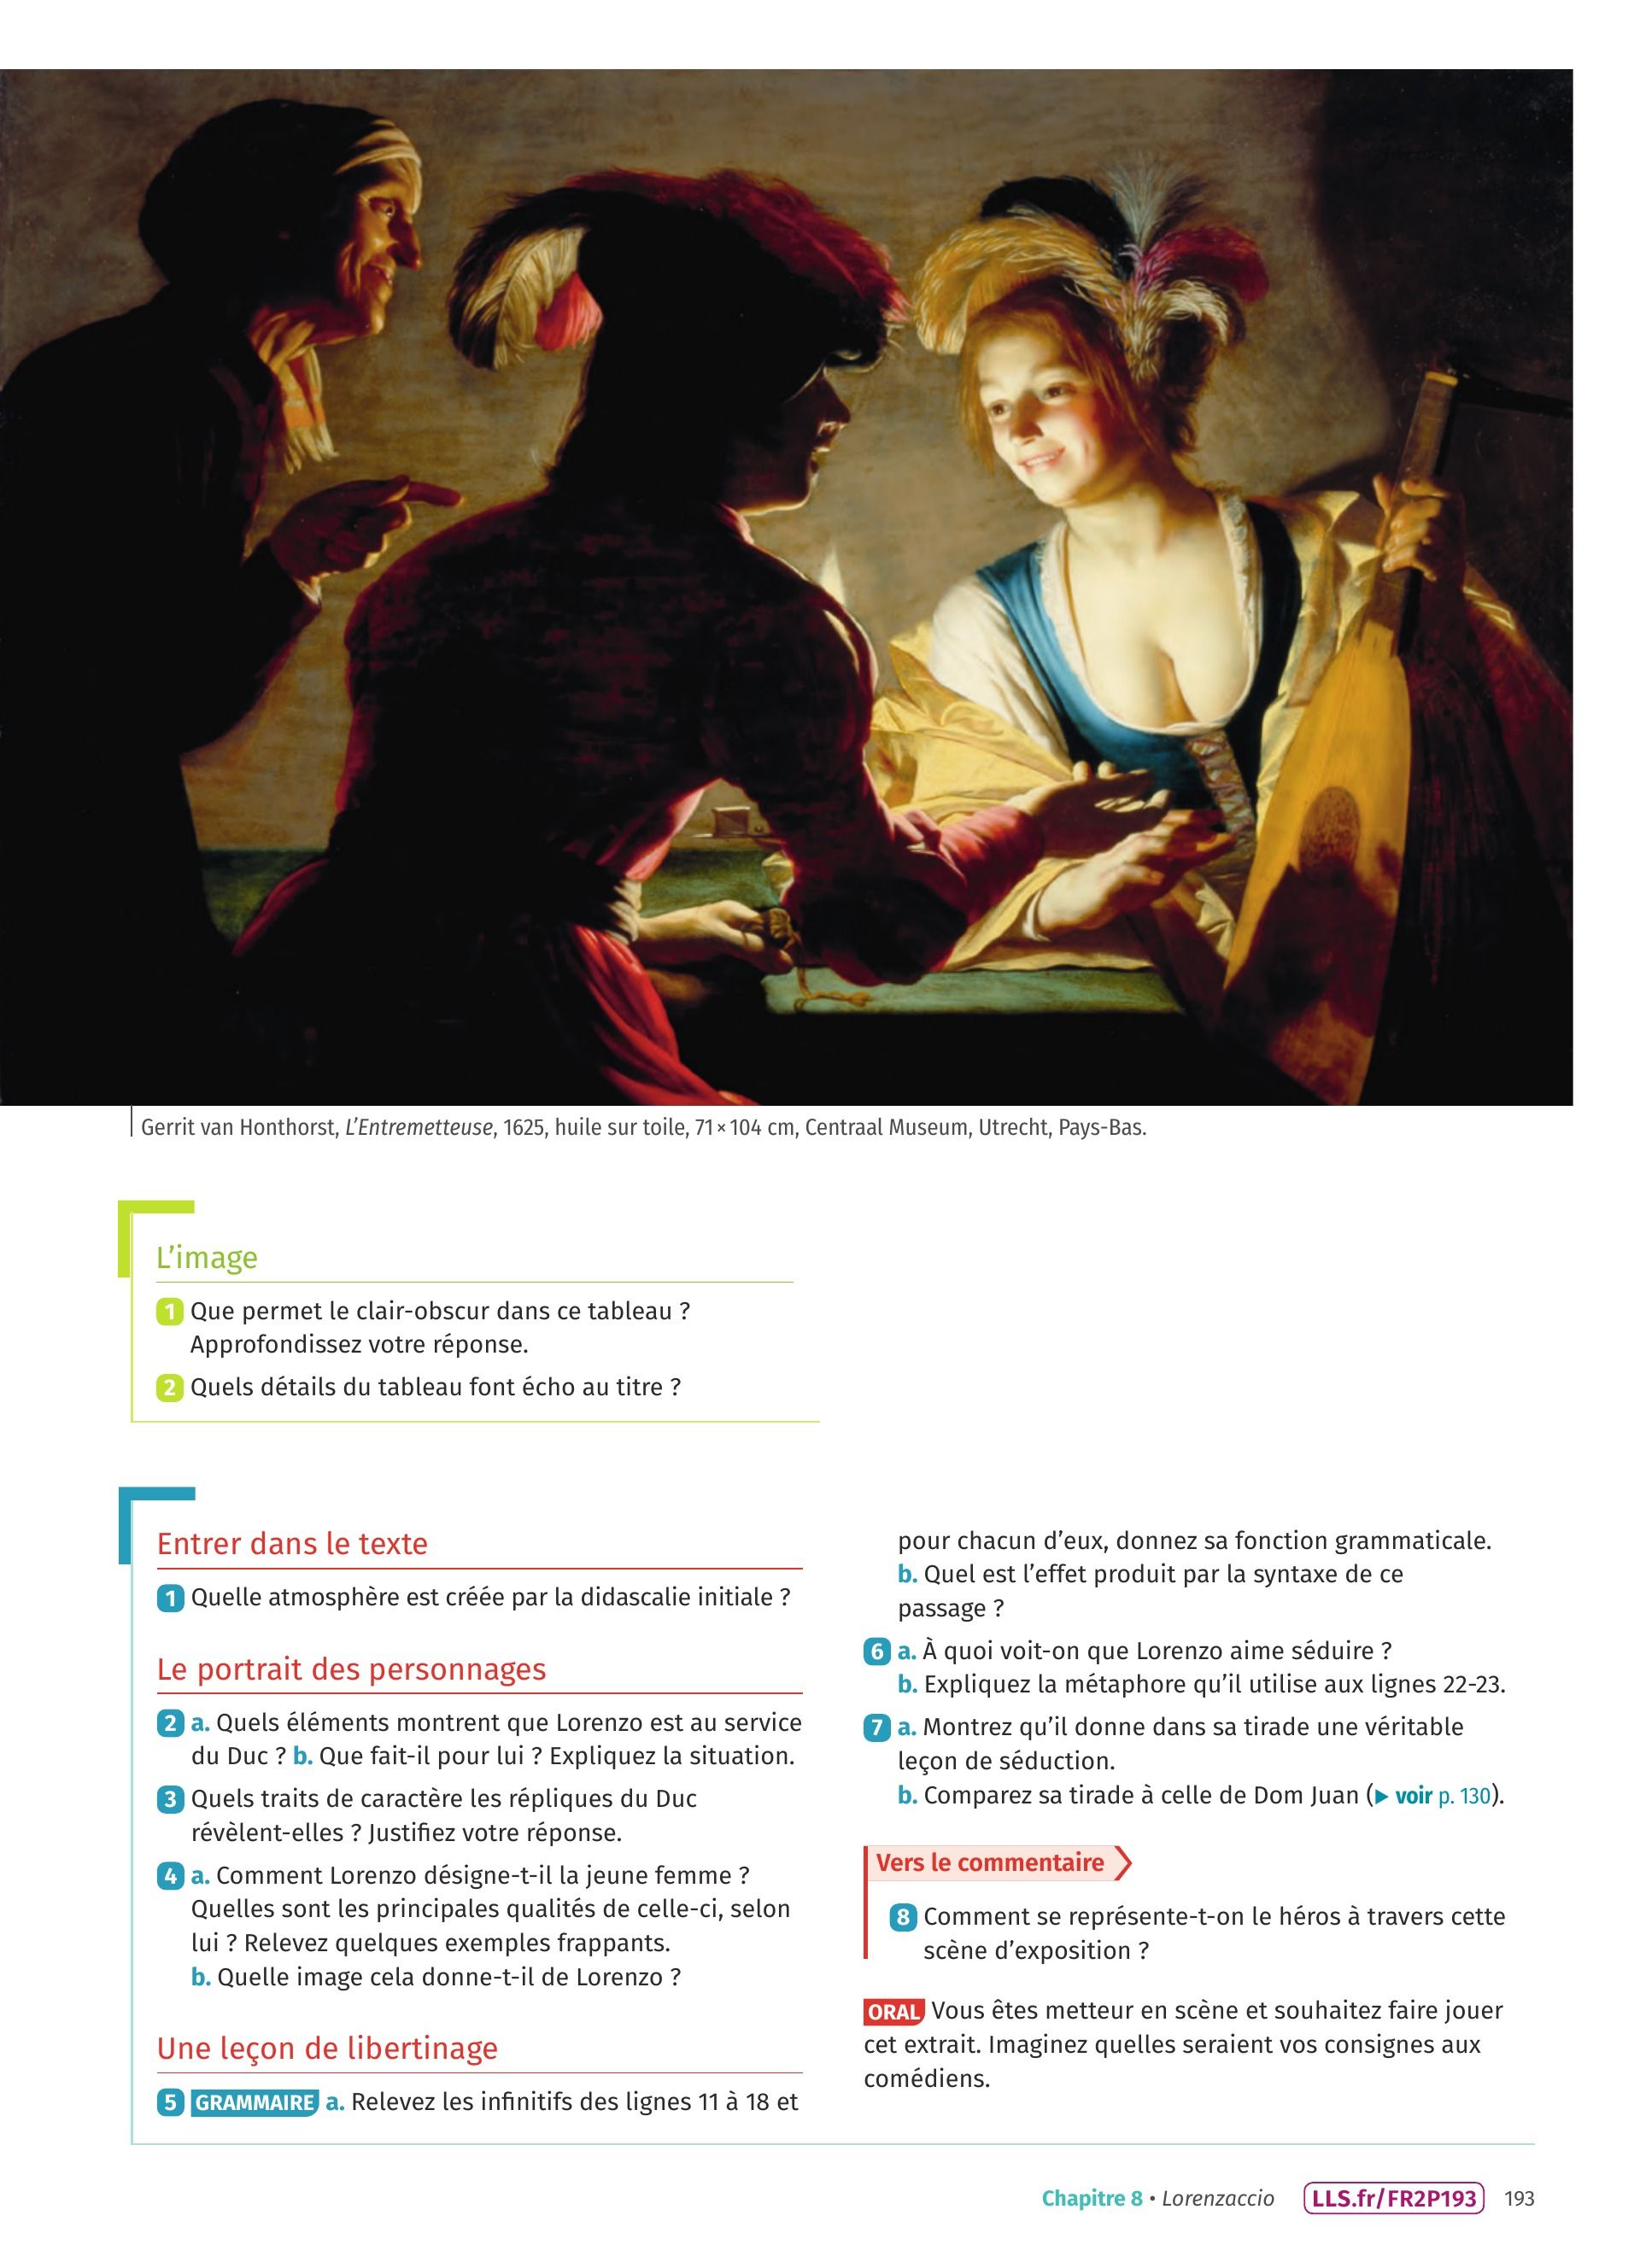 Gerrit van Honthorst, L’Entremetteuse, 1625, huile sur toile, 71 × 104 cm, Centraal Museum, Utrecht, Pays-Bas.
L’image
1 Que permet le clair-obscur dans ce tableau ?
Approfondissez votre réponse.
2 Quels détails du tableau font écho au titre ?
Entrer dans le texte
1 Quelle atmosphère est créée par la didascalie initiale ?
Le portrait des personnages
2 a. Quels éléments montrent que Lorenzo est au service
du Duc ? b. Que fait-il pour lui ? Expliquez la situation.
3 Quels traits de caractère les répliques du Duc
révèlent-elles ? Justifiez votre réponse.
4 a. Comment Lorenzo désigne-t-il la jeune femme ?
Quelles sont les principales qualités de celle-ci, selon
lui ? Relevez quelques exemples frappants.
b. Quelle image cela donne-t-il de Lorenzo ?
Une leçon de libertinage
5 GRAMMAIRE a. Relevez les infinitifs des lignes 11 à 18 et
pour chacun d’eux, donnez sa fonction grammaticale.
b. Quel est l’effet produit par la syntaxe de ce
passage ?
6 a. À quoi voit-on que Lorenzo aime séduire ?
b. Expliquez la métaphore qu’il utilise aux lignes 22-23.
7 a. Montrez qu’il donne dans sa tirade une véritable
leçon de séduction.
b. Comparez sa tirade à celle de Dom Juan (▶ voir p. 130).
Vers le commentaire
8 Comment se représente-t-on le héros à travers cette
scène d’exposition ?
ORAL Vous êtes metteur en scène et souhaitez faire jouer
cet extrait. Imaginez quelles seraient vos consignes aux
comédiens.
Chapitre 8 • Lorenzaccio LLS.fr/FR2P193 193